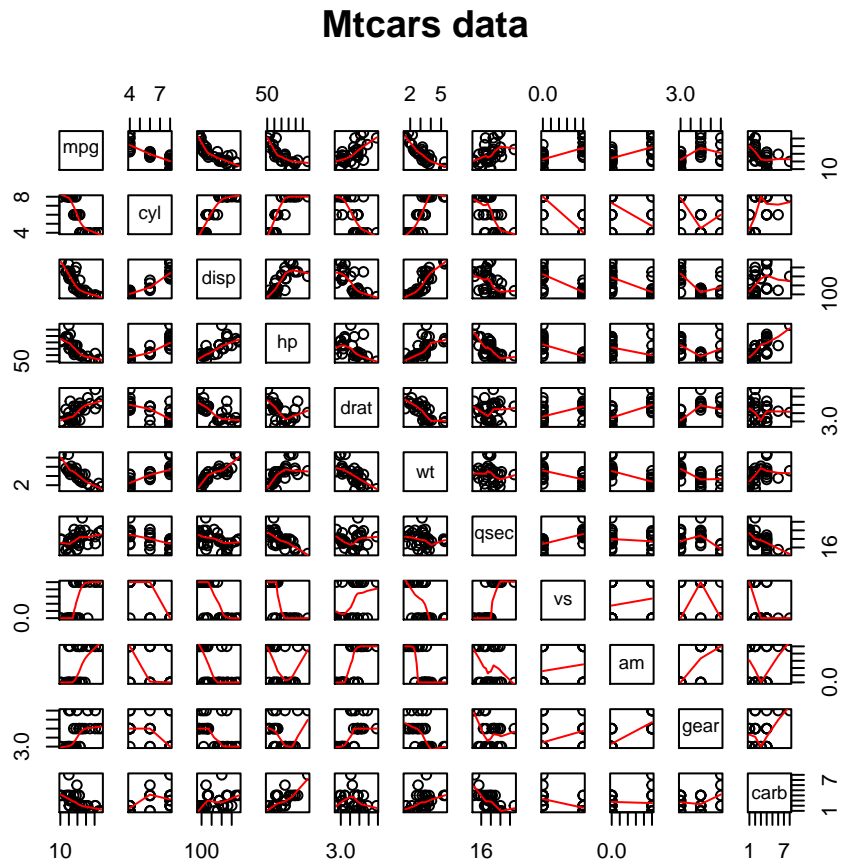 Mtcars data
4 7 50 2 5 0.0 3.0
mpg 10
8 4 cyl
disp 100
50 hp
drat 3.0
2 wt
qsec 16
0.0 vs
am 0.0
3.0 gear
carb 7 1
10 100 3.0 16 0.0 1 7